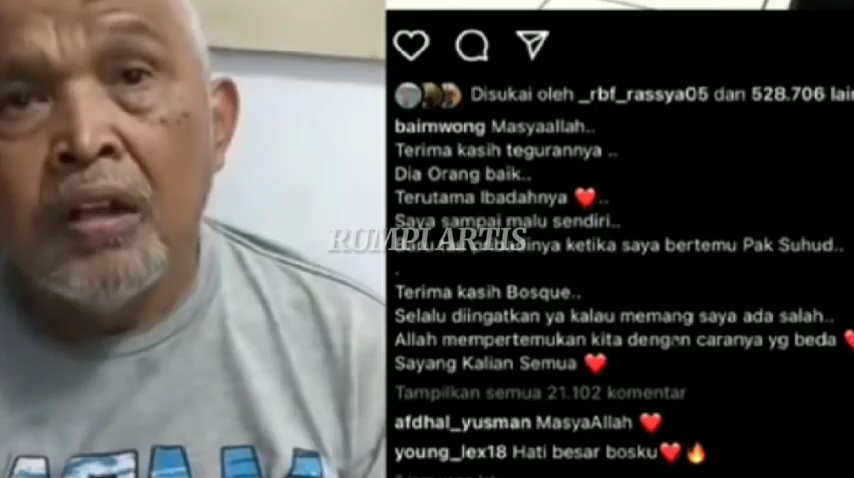 Disukai oleh _rbf_rassya05 dan 528.706 lain
baimwong Masyaallah..
Terima kasih tegurannya ..
Dia Orang baik..
Terutama Ibadahnya ❤️..
Saya sampai malu sendiri..
RUMPI ARTIS
ketika saya bertemu Pak Suhud..
.
Terima kasih Bosque..
Selalu diingatkan ya kalau memang saya ada salah..
Allah mempertemukan kita dengan caranya yg beda ❤️
Sayang Kalian Semua ❤️
Tampilkan semua 21.102 komentar
afdhal_yusman MasyaAllah ❤️
young_lex18 Hati besar bosku❤️🔥